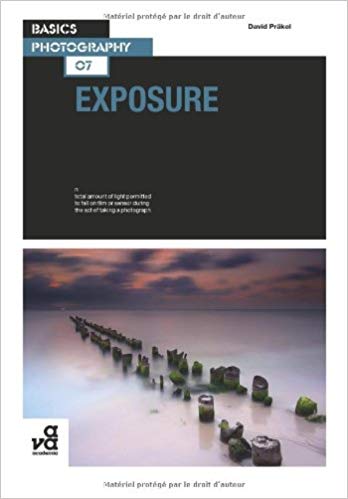 Matériel protégé par le droit d'auteur
David Präkel
BASICS
PHOTOGRAPHY
07
EXPOSURE
n
total amount of light permitted
to fall on film or sensor during
the act of taking a photograph
ava
academia
Matériel protégé par le droit d'auteur